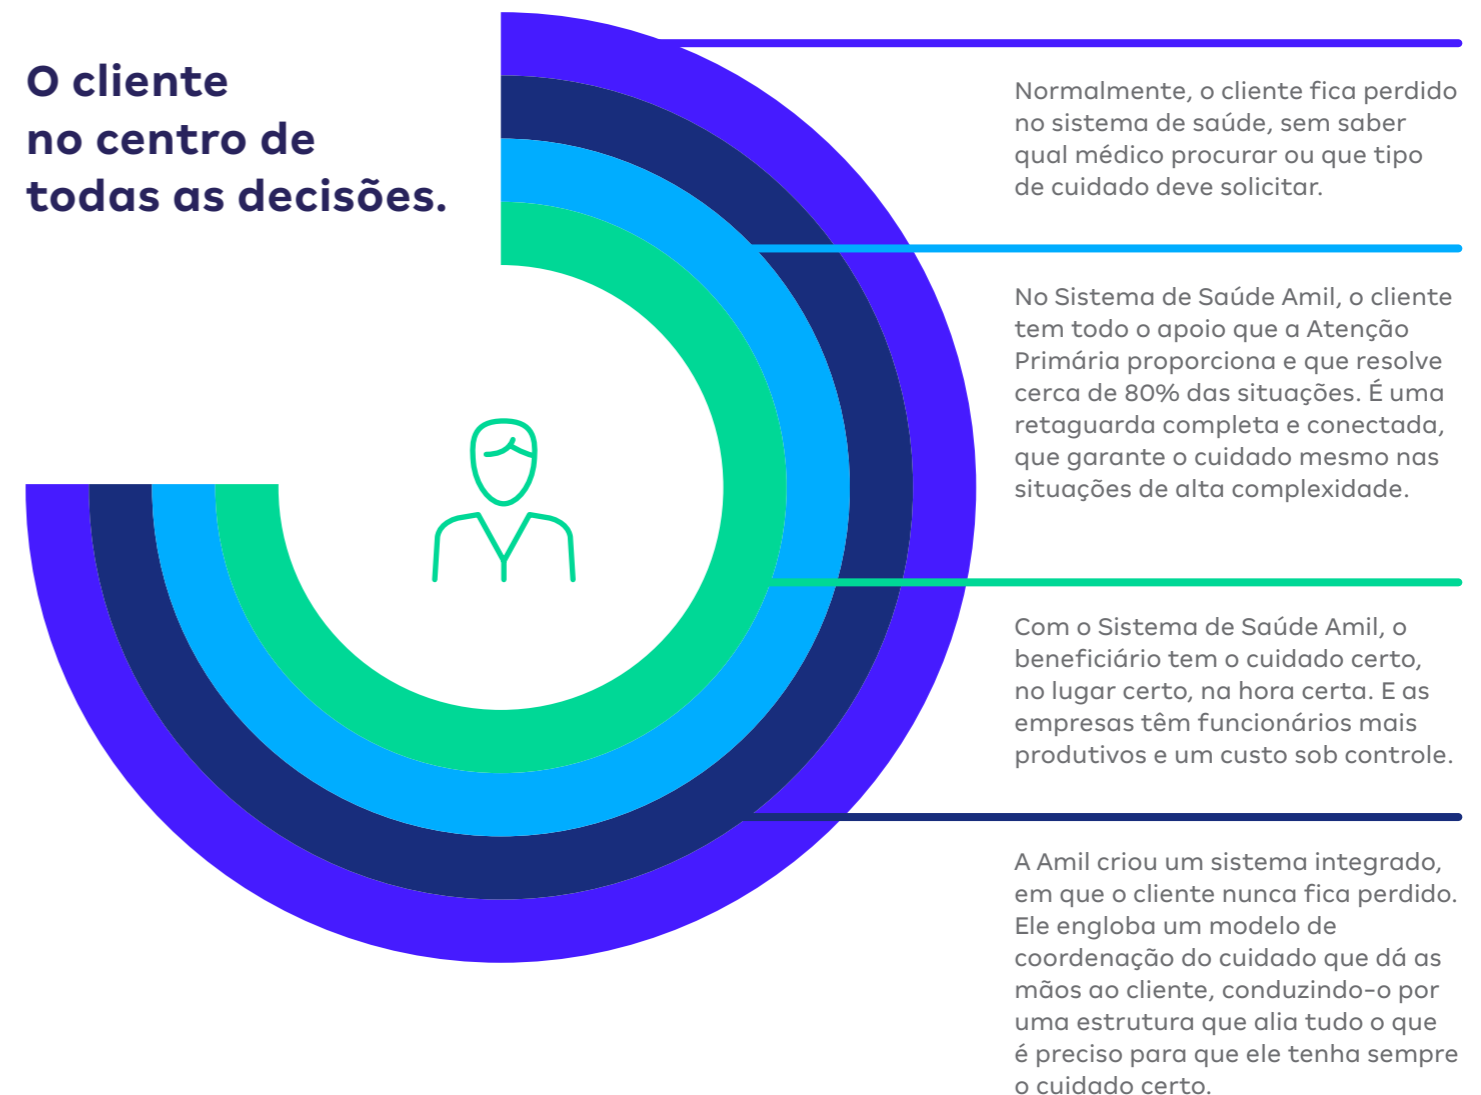 O cliente
no centro de
todas as decisões.
Normalmente, o cliente fica perdido
no sistema de saúde, sem saber
qual médico procurar ou que tipo
de cuidado deve solicitar.
No Sistema de Saúde Amil, o cliente
tem todo o apoio que a Atenção
Primária proporciona e que resolve
cerca de 80% das situações. É uma
retaguarda completa e conectada,
que garante o cuidado mesmo nas
situações de alta complexidade.
Com o Sistema de Saúde Amil, o
beneficiário tem o cuidado certo,
no lugar certo, na hora certa. E as
empresas têm funcionários mais
produtivos e um custo sob controle.
A Amil criou um sistema integrado,
em que o cliente nunca fica perdido.
Ele engloba um modelo de
coordenação do cuidado que dá as
mãos ao cliente, conduzindo-o por
uma estrutura que alia tudo o que
é preciso para que ele tenha sempre
o cuidado certo.